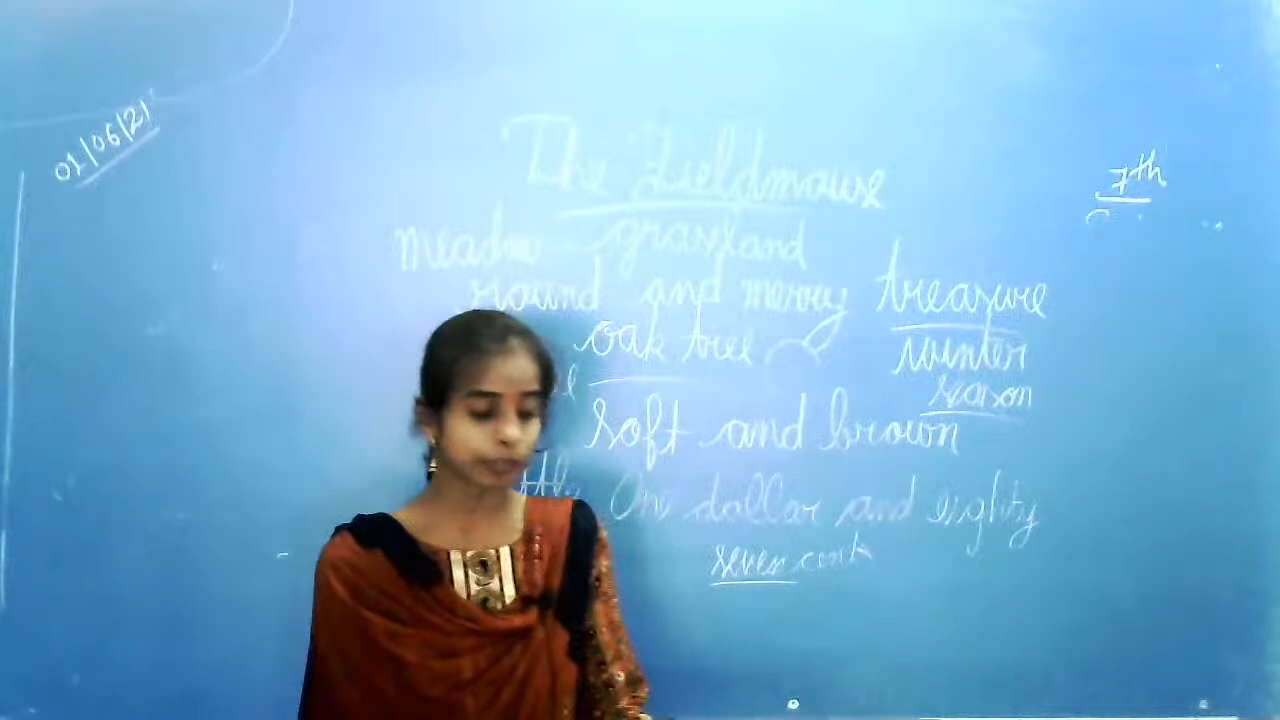 01/06/21
7th
The Fieldmouse
meadow grassland
round and merry treasure
oak tree winter
season
soft and brown
One dollar and eighty
seven cents